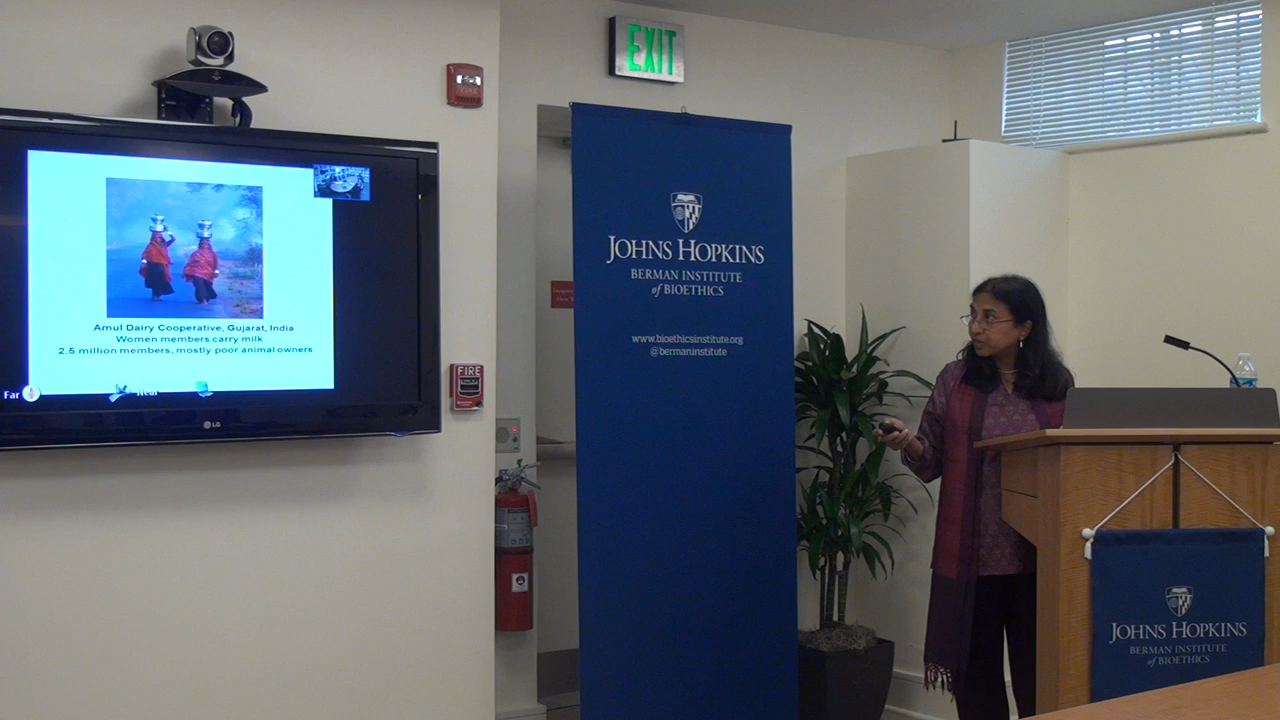 Amul Dairy Cooperative, Gujarat, India
Women members carry milk
2.5 million members, mostly poor animal owners
Far
Near
LG
FIRE
FIRE
EXIT
JOHNS HOPKINS
BERMAN INSTITUTE
of BIOETHICS
www.bioethicsinstitute.org
@bermaninstitute
JOHNS HOPKINS
BERMAN INSTITUTE
of BIOETHICS